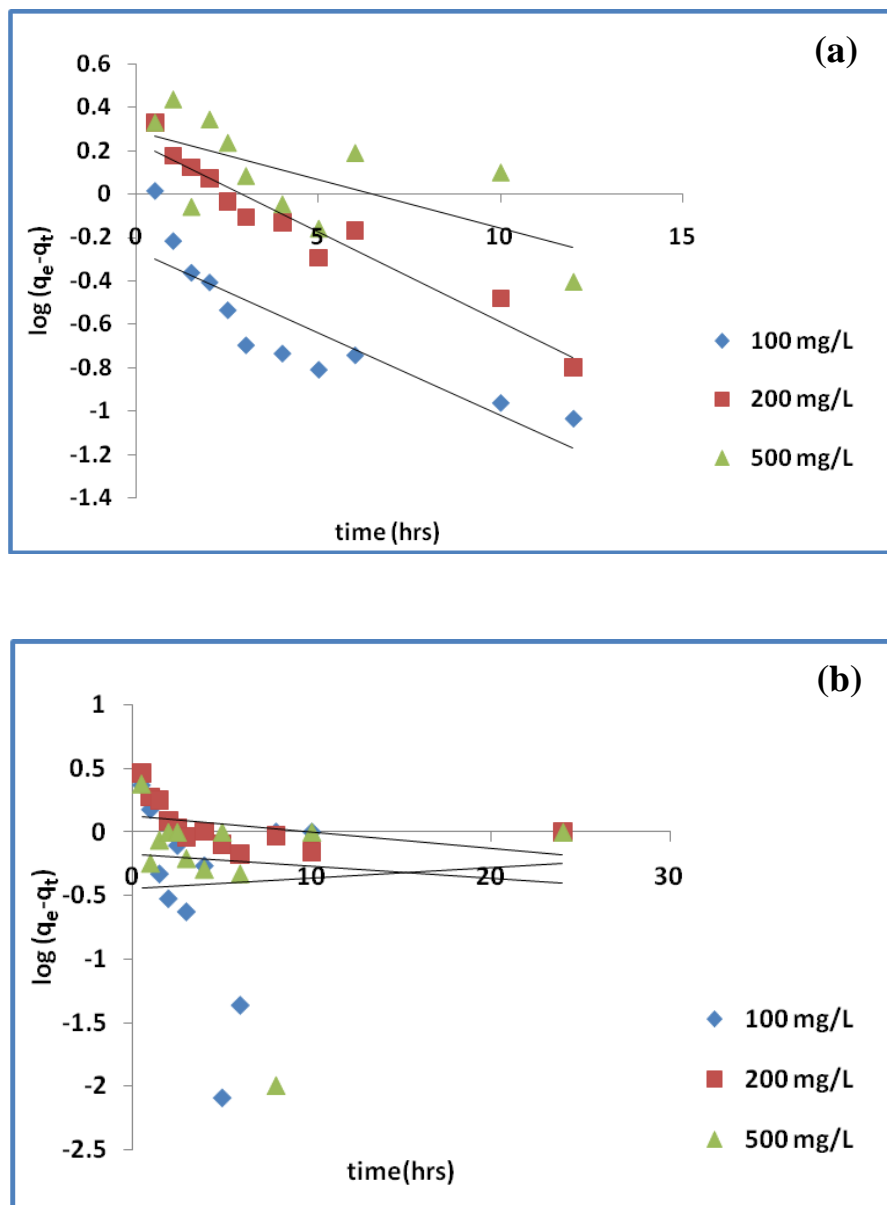 (a)
0.6
0.4
0.2
0
-0.2
-0.4
-0.6
-0.8
-1
-1.2
-1.4
0 5 10 15
log (qe-qt)
time (hrs)
100 mg/L
200 mg/L
500 mg/L
(b)
1
0.5
0
-0.5
-1
-1.5
-2
-2.5
0 10 20 30
log (qe-qt)
time(hrs)
100 mg/L
200 mg/L
500 mg/L